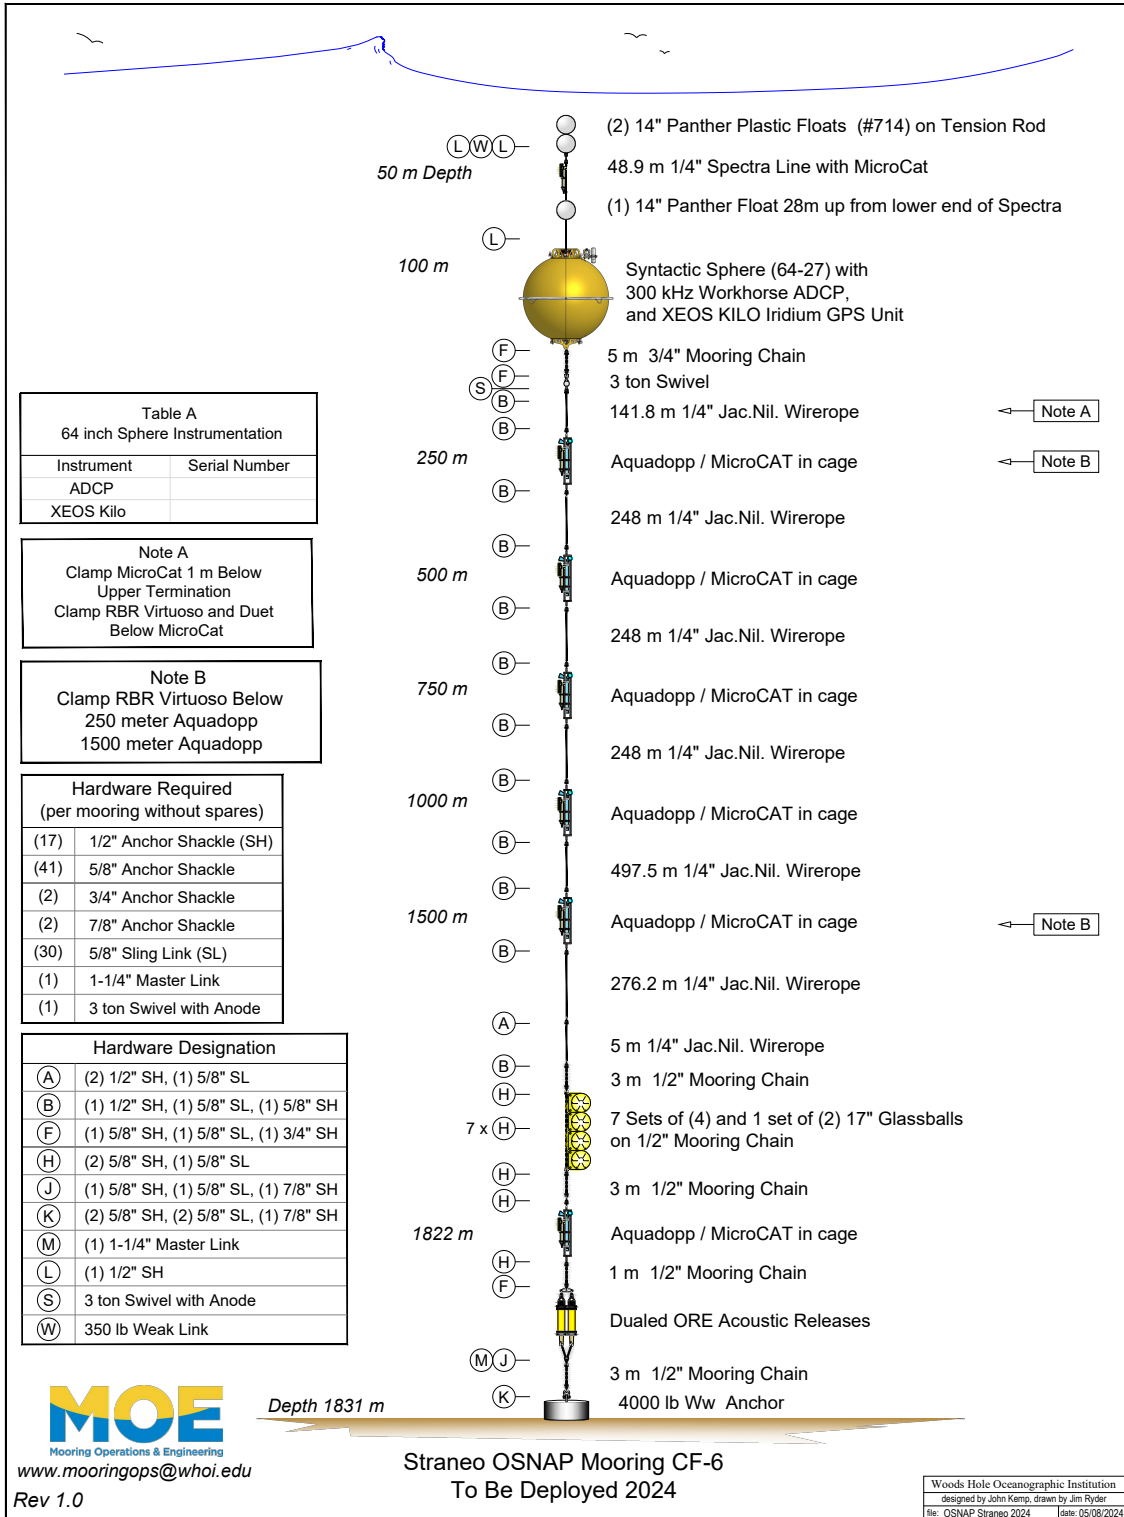 (2) 14" Panther Plastic Floats (#714) on Tension Rod
L W L
50 m Depth
48.9 m 1/4" Spectra Line with MicroCat
(1) 14" Panther Float 28m up from lower end of Spectra
L
100 m
Syntactic Sphere (64-27) with
300 kHz Workhorse ADCP,
and XEOS KILO Iridium GPS Unit
F
5 m 3/4" Mooring Chain
F
S
3 ton Swivel
B
141.8 m 1/4" Jac.Nil. Wirerope
Note A
B
250 m
Aquadopp / MicroCAT in cage
Note B
B
248 m 1/4" Jac.Nil. Wirerope
B
500 m
Aquadopp / MicroCAT in cage
B
248 m 1/4" Jac.Nil. Wirerope
B
750 m
Aquadopp / MicroCAT in cage
B
248 m 1/4" Jac.Nil. Wirerope
B
1000 m
Aquadopp / MicroCAT in cage
B
497.5 m 1/4" Jac.Nil. Wirerope
B
1500 m
Aquadopp / MicroCAT in cage
Note B
B
276.2 m 1/4" Jac.Nil. Wirerope
A
5 m 1/4" Jac.Nil. Wirerope
B
3 m 1/2" Mooring Chain
H
7 x H
7 Sets of (4) and 1 set of (2) 17" Glassballs
on 1/2" Mooring Chain
H
3 m 1/2" Mooring Chain
H
1822 m
Aquadopp / MicroCAT in cage
H
1 m 1/2" Mooring Chain
F
Dualed ORE Acoustic Releases
M J
3 m 1/2" Mooring Chain
K
4000 lb Ww Anchor
Depth 1831 m
Table A
64 inch Sphere Instrumentation
Instrument Serial Number
ADCP
XEOS Kilo
Note A
Clamp MicroCat 1 m Below
Upper Termination
Clamp RBR Virtuoso and Duet
Below MicroCat
Note B
Clamp RBR Virtuoso Below
250 meter Aquadopp
1500 meter Aquadopp
Hardware Required
(per mooring without spares)
(17) 1/2" Anchor Shackle (SH)
(41) 5/8" Anchor Shackle
(2) 3/4" Anchor Shackle
(2) 7/8" Anchor Shackle
(30) 5/8" Sling Link (SL)
(1) 1-1/4" Master Link
(1) 3 ton Swivel with Anode
Hardware Designation
A (2) 1/2" SH, (1) 5/8" SL
B (1) 1/2" SH, (1) 5/8" SL, (1) 5/8" SH
F (1) 5/8" SH, (1) 5/8" SL, (1) 3/4" SH
H (2) 5/8" SH, (1) 5/8" SL
J (1) 5/8" SH, (1) 5/8" SL, (1) 7/8" SH
K (2) 5/8" SH, (2) 5/8" SL, (1) 7/8" SH
M (1) 1-1/4" Master Link
L (1) 1/2" SH
S 3 ton Swivel with Anode
W 350 lb Weak Link
MOE
Mooring Operations & Engineering
www.mooringops@whoi.edu
Rev 1.0
Straneo OSNAP Mooring CF-6
To Be Deployed 2024
Woods Hole Oceanographic Institution
designed by John Kemp, drawn by Jim Ryder
file: OSNAP Straneo 2024 date: 05/08/2024